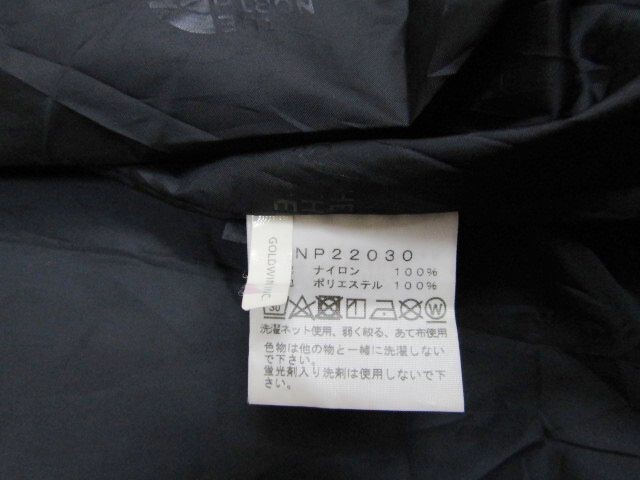 NP22030
ナイロン 100%
ポリエステル 100%
GOLDWIN INC
30
W
洗濯ネット使用、弱く絞る、あて布使用
色物は他の物と一緒に洗濯しない
で下さい。
蛍光剤入り洗剤は使用しないで下
さい。